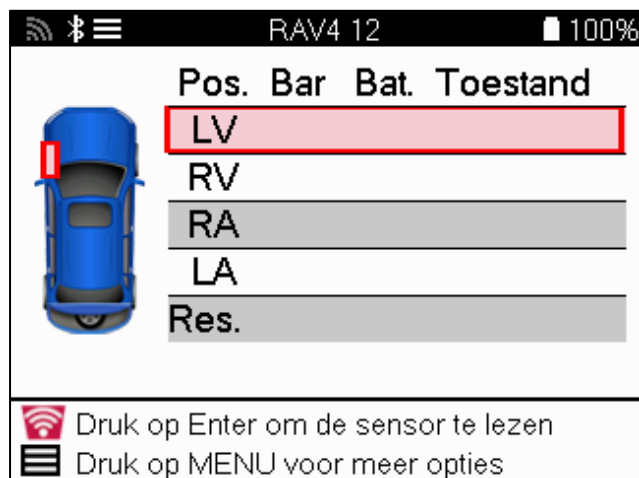 RAV4 12 100%
Pos. Bar Bat. Toestand
LV
RV
RA
LA
Res.
Druk op Enter om de sensor te lezen
Druk op MENU voor meer opties